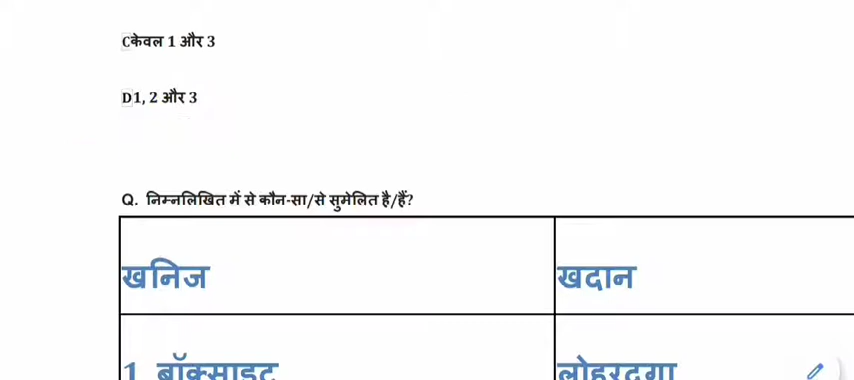 Cकेवल 1 और 3
D1, 2 और 3
Q. निम्नलिखित में से कौन-सा/से सुमेलित है/हैं?
खनिज खदान
1. बॉक्साइट लोहरदगा